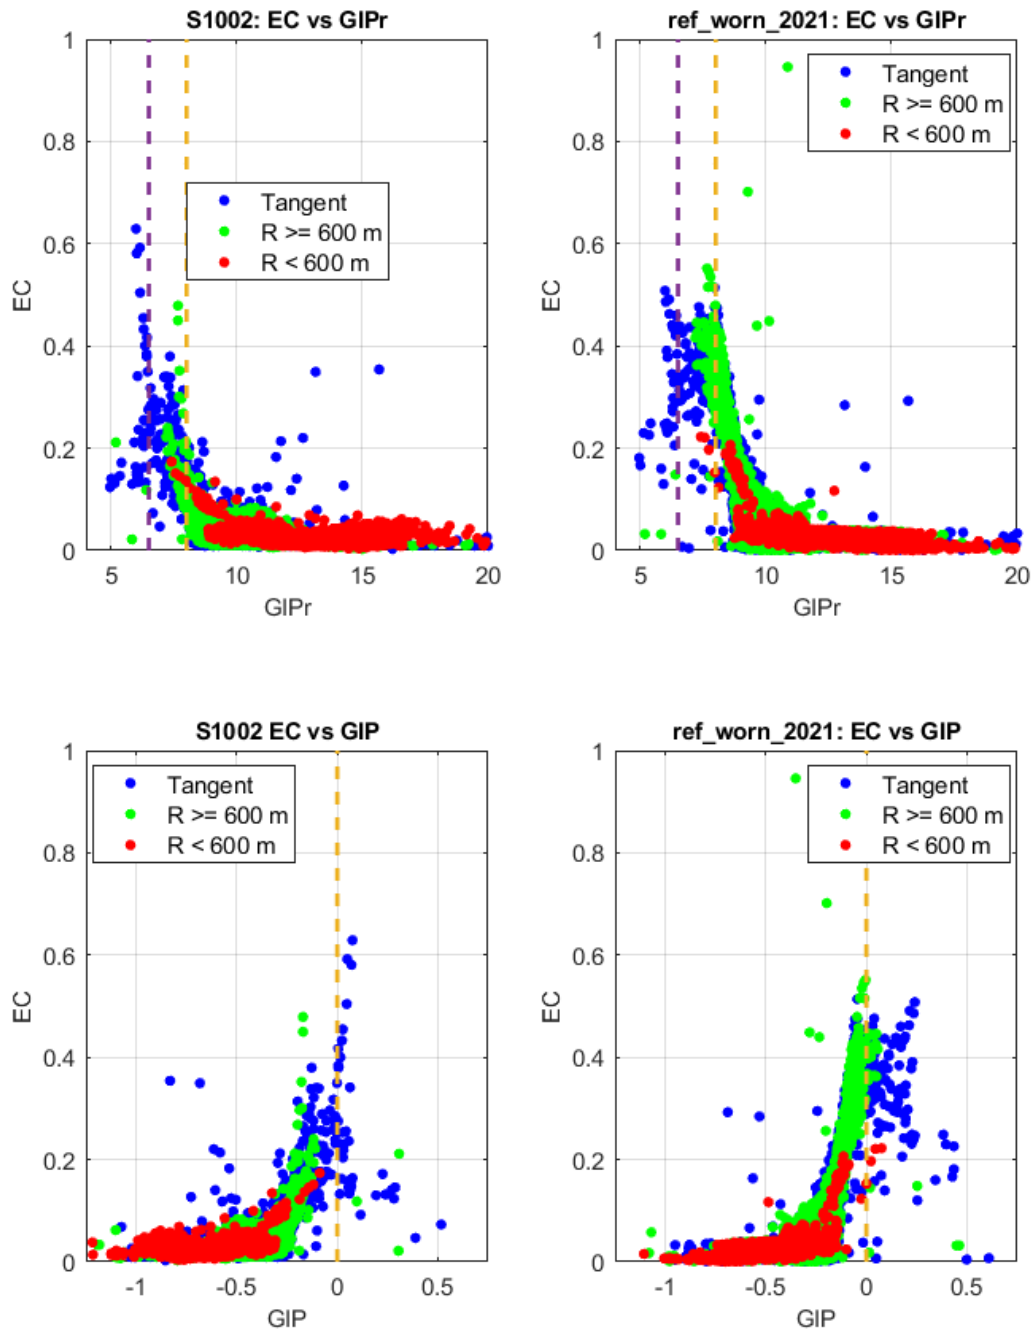 S1002: EC vs GIPr
1
0.8
0.6
0.4
0.2
0
EC
Tangent
R >= 600 m
R < 600 m
5 10 15 20
GIPr
ref_worn_2021: EC vs GIPr
1
0.8
0.6
0.4
0.2
0
EC
Tangent
R >= 600 m
R < 600 m
5 10 15 20
GIPr
S1002 EC vs GIP
1
0.8
0.6
0.4
0.2
0
EC
Tangent
R >= 600 m
R < 600 m
-1 -0.5 0 0.5
GIP
ref_worn_2021: EC vs GIP
1
0.8
0.6
0.4
0.2
0
EC
Tangent
R >= 600 m
R < 600 m
-1 -0.5 0 0.5
GIP